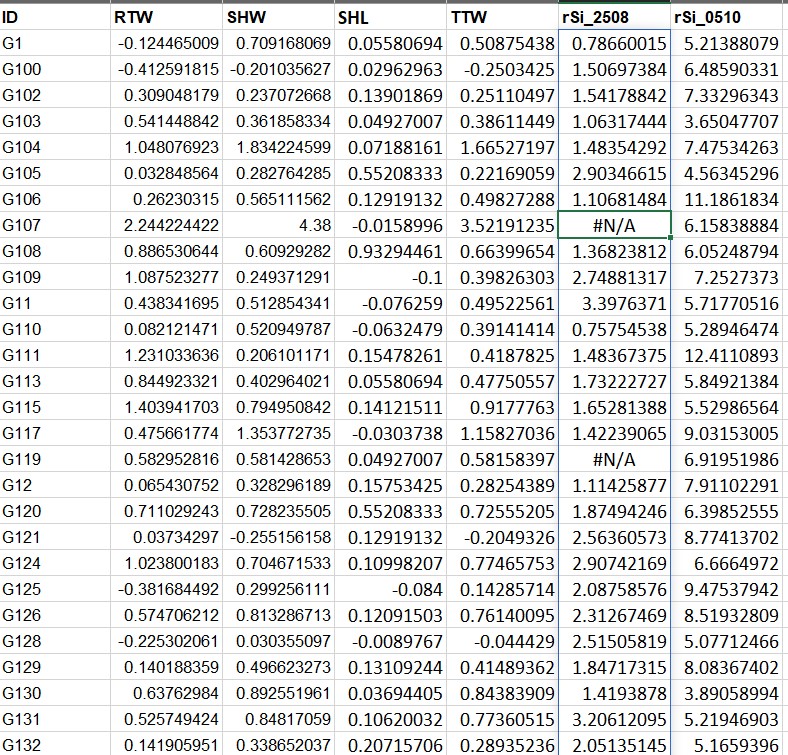 ID RTW SHW SHL TTW rSi_2508 rSi_0510
G1 -0.124465009 0.709168069 0.05580694 0.50875438 0.78660015 5.21388079
G100 -0.412591815 -0.201035627 0.02962963 -0.2503425 1.50697384 6.48590331
G102 0.309048179 0.237072668 0.13901869 0.25110497 1.54178842 7.33296343
G103 0.541448842 0.361858334 0.04927007 0.38611449 1.06317444 3.65047707
G104 1.048076923 1.834224599 0.07188161 1.66527197 1.48354292 7.47534263
G105 0.032848564 0.282764285 0.55208333 0.22169059 2.90346615 4.56345296
G106 0.26230315 0.565111562 0.12919132 0.49827288 1.10681484 11.1861834
G107 2.244224422 4.38 -0.0158996 3.52191235 #N/A 6.15838884
G108 0.886530644 0.60929282 0.93294461 0.66399654 1.36823812 6.05248794
G109 1.087523277 0.249371291 -0.1 0.39826303 2.74881317 7.2527373
G11 0.438341695 0.512854341 -0.076259 0.49522561 3.3976371 5.71770516
G110 0.082121471 0.520949787 -0.0632479 0.39141414 0.75754538 5.28946474
G111 1.231033636 0.206101171 0.15478261 0.4187825 1.48367375 12.4110893
G113 0.844923321 0.402964021 0.05580694 0.47750557 1.73222727 5.84921384
G115 1.403941703 0.794950842 0.14121511 0.9177763 1.65281388 5.52986564
G117 0.475661774 1.353772735 -0.0303738 1.15827036 1.42239065 9.03153005
G119 0.582952816 0.581428653 0.04927007 0.58158397 #N/A 6.91951986
G12 0.065430752 0.328296189 0.15753425 0.28254389 1.11425877 7.91102291
G120 0.711029243 0.728235505 0.55208333 0.72555205 1.87494246 6.39852555
G121 0.03734297 -0.255156158 0.12919132 -0.2049326 2.56360573 8.77413702
G124 1.023800183 0.704671533 0.10998207 0.77465753 2.90742169 6.6664972
G125 -0.381684492 0.299256111 -0.084 0.14285714 2.08758576 9.47537942
G126 0.574706212 0.813286713 0.12091503 0.76140095 2.31267469 8.51932809
G128 -0.225302061 0.030355097 -0.0089767 -0.044429 2.51505819 5.07712466
G129 0.140188359 0.496623273 0.13109244 0.41489362 1.84717315 8.08367402
G130 0.63762984 0.892551961 0.03694405 0.84383909 1.4193878 3.89058994
G131 0.525749424 0.84817059 0.10620032 0.77360515 3.20612095 5.21946903
G132 0.141905951 0.338652037 0.20715706 0.28935236 2.05135145 5.1659396